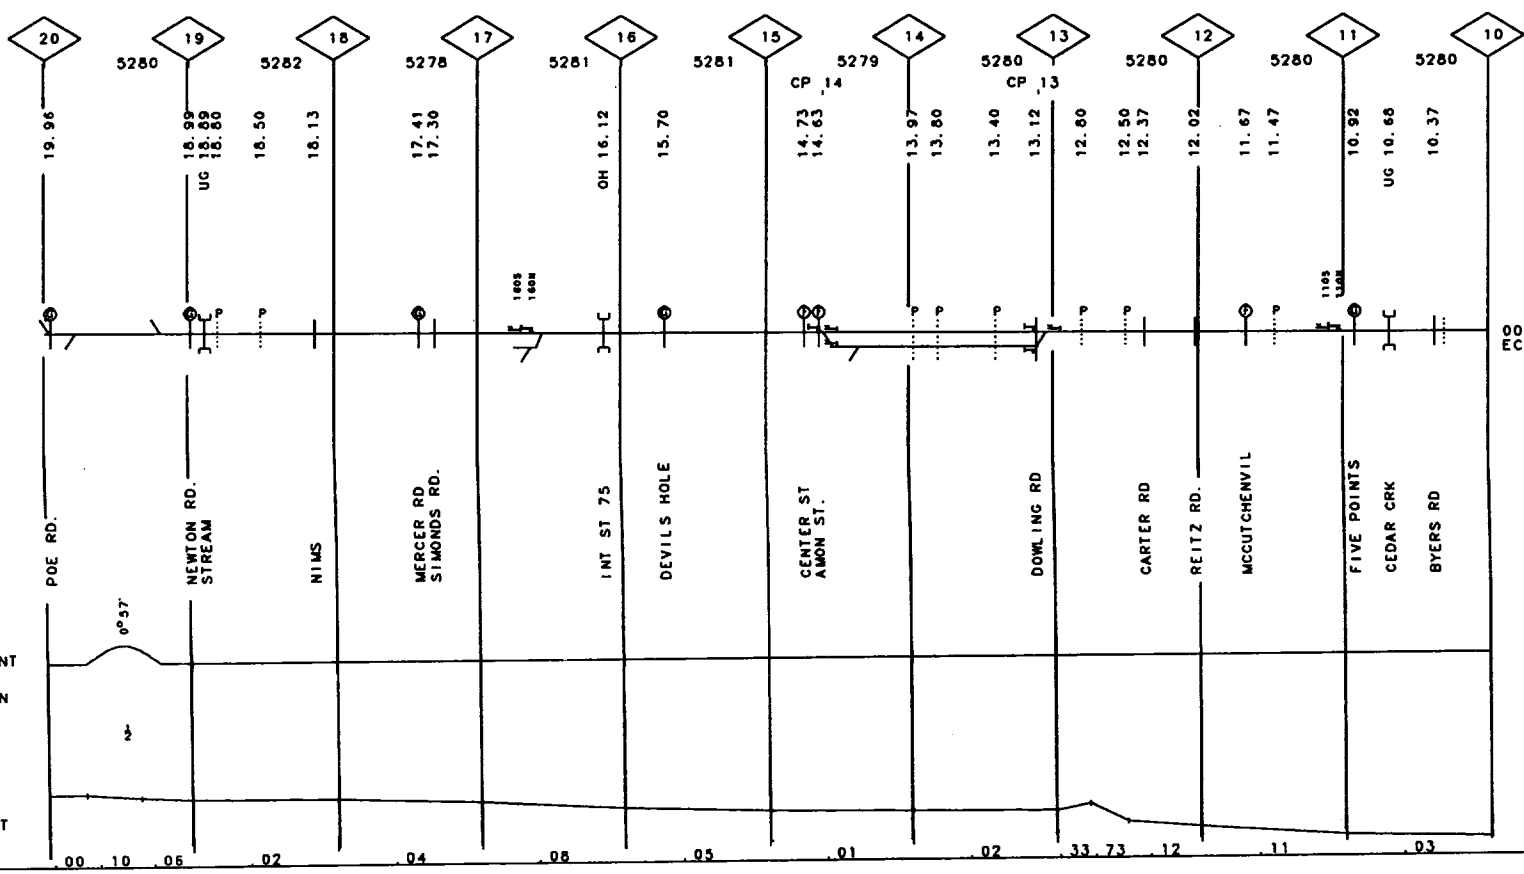 20 19 18 17 16 15 14 13 12 11 10
5280 5282 5278 5281 5281 5279 5280 5280 5280 5280
CP 14 CP 13
19.96
18.99
UG 18.89
18.80
18.50
18.13
17.41
17.30
OH 16.12
15.70
14.73
14.63
13.97
13.80
13.40
13.12
12.80
12.50
12.37
12.02
11.67
11.47
10.92
UG 10.68
10.37
160S
160N
110S
P P P P P P P P
00
EC
POE RD.
NEWTON RD.
STREAM
NIMS
MERCER RD
SIMONDS RD.
INT ST 75
DEVILS HOLE
CENTER ST
AMON ST.
DOWLING RD
CARTER RD
REITZ RD.
MCCUTCHENVIL
FIVE POINTS
CEDAR CRK
BYERS RD
0°57'
NT
N
1/2
T
.00 .10 .06 .02 .04 .08 .05 .01 .02 .33 .73 .12 .11 .03